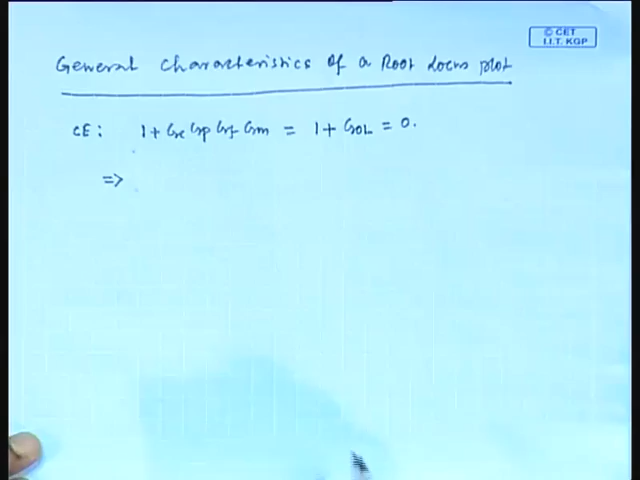 © CET
I.I.T. KGP
General characteristics of a Root Locus plot
CE: 1 + Gc Gp Gf Gm = 1 + GOL = 0.
=>